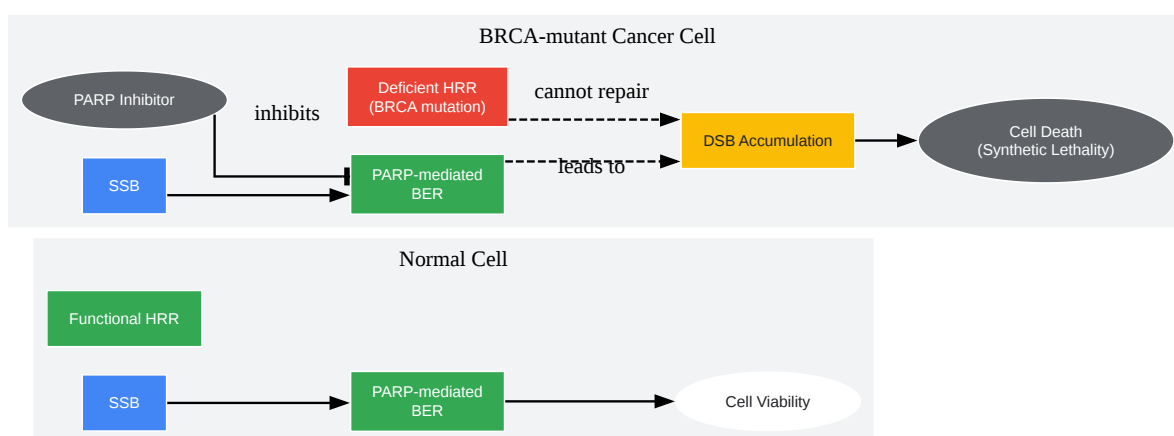 BRCA-mutant Cancer Cell
PARP Inhibitor
inhibits
Deficient HRR
(BRCA mutation)
cannot repair
DSB Accumulation
Cell Death
(Synthetic Lethality)
SSB
PARP-mediated
BER
leads to
Normal Cell
Functional HRR
SSB
PARP-mediated
BER
Cell Viability